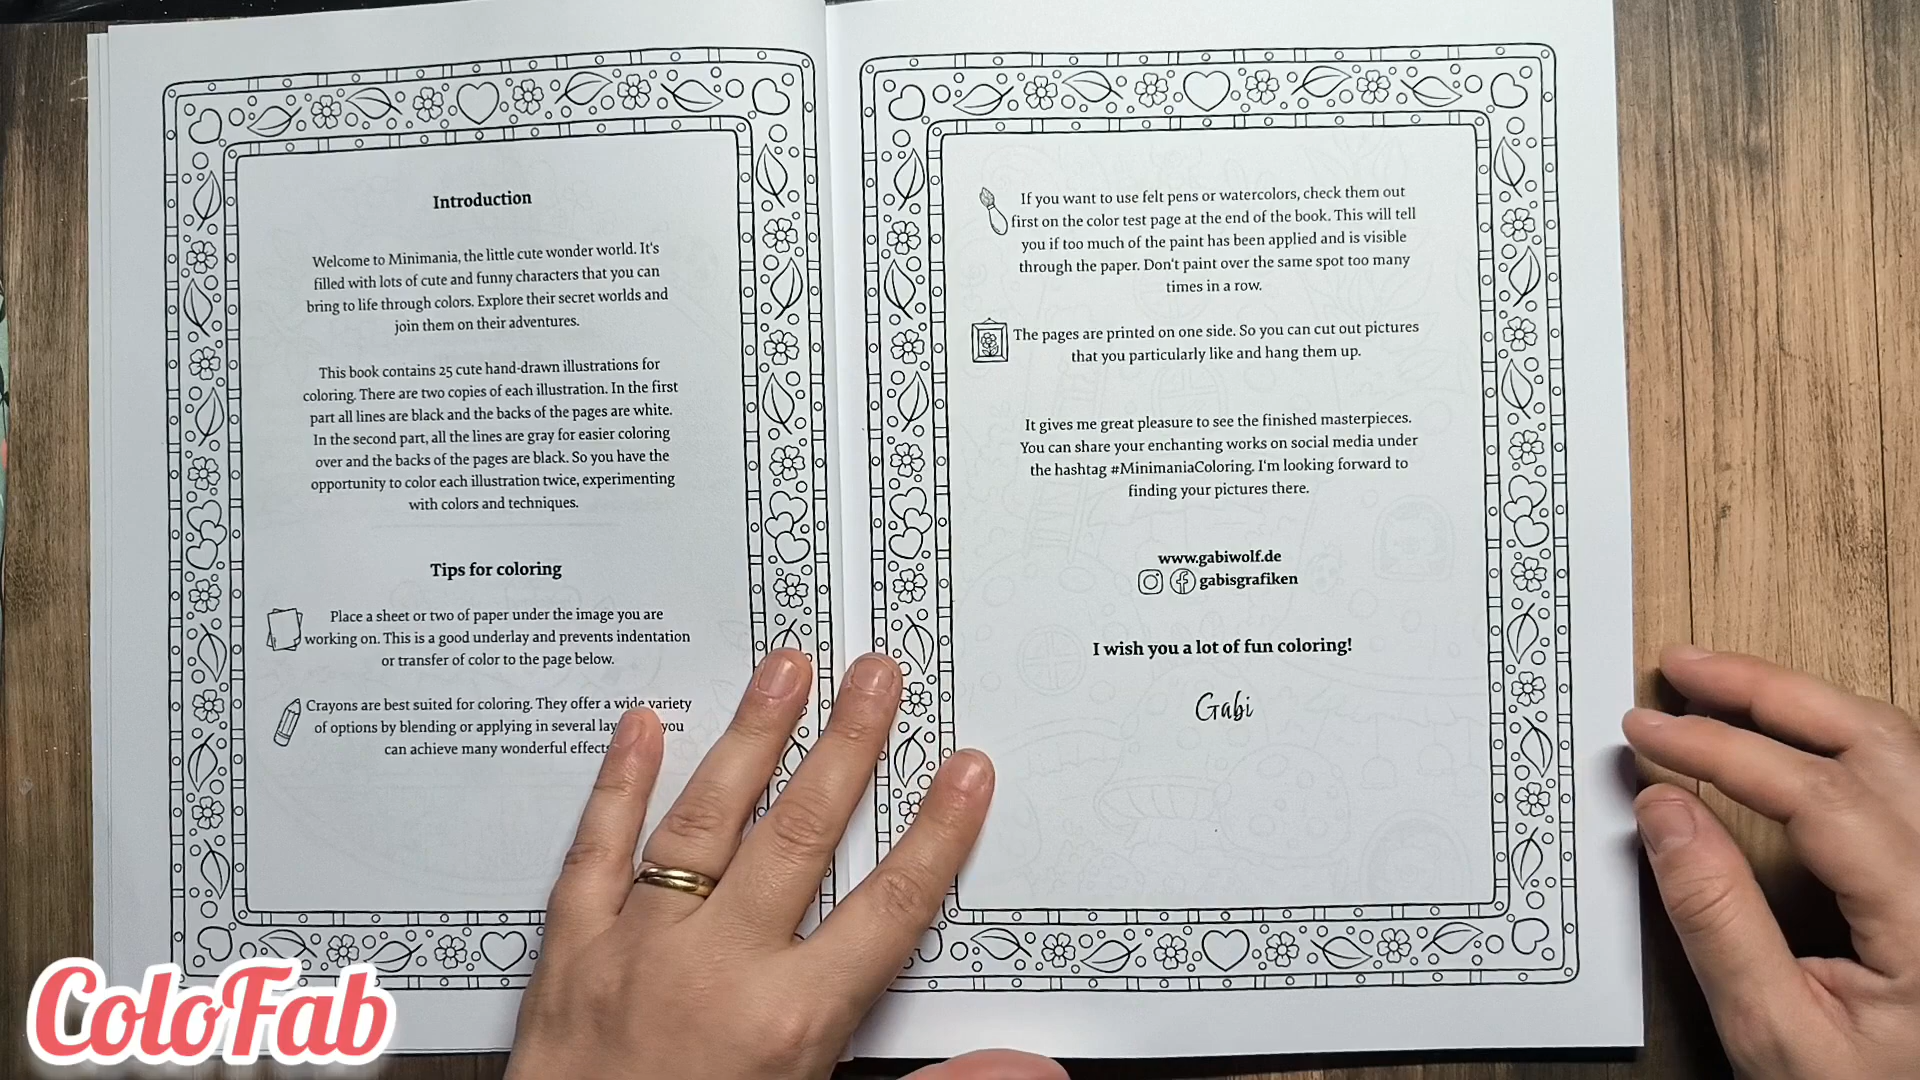 Introduction
Welcome to Minimania, the little cute wonder world. It's
filled with lots of cute and funny characters that you can
bring to life through colors. Explore their secret worlds and
join them on their adventures.
This book contains 25 cute hand-drawn illustrations for
coloring. There are two copies of each illustration. In the first
part all lines are black and the backs of the pages are white.
In the second part, all the lines are gray for easier coloring
over and the backs of the pages are black. So you have the
opportunity to color each illustration twice, experimenting
with colors and techniques.
Tips for coloring
Place a sheet or two of paper under the image you are
working on. This is a good underlay and prevents indentation
or transfer of color to the page below.
Crayons are best suited for coloring. They offer a wide variety
of options by blending or applying in several you
can achieve many wonderful effects
If you want to use felt pens or watercolors, check them out
first on the color test page at the end of the book. This will tell
you if too much of the paint has been applied and is visible
through the paper. Don't paint over the same spot too many
times in a row.
The pages are printed on one side. So you can cut out pictures
that you particularly like and hang them up.
It gives me great pleasure to see the finished masterpieces.
You can share your enchanting works on social media under
the hashtag #MinimaniaColoring. I'm looking forward to
finding your pictures there.
www.gabiwolf.de
gabisgrafiken
I wish you a lot of fun coloring!
Gabi
ColoFab